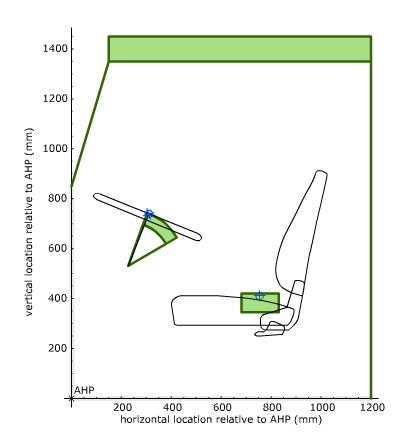 1400
1200
1000
800
600
400
200
vertical location relative to AHP (mm)
AHP
200 400 600 800 1000 1200
horizontal location relative to AHP (mm)